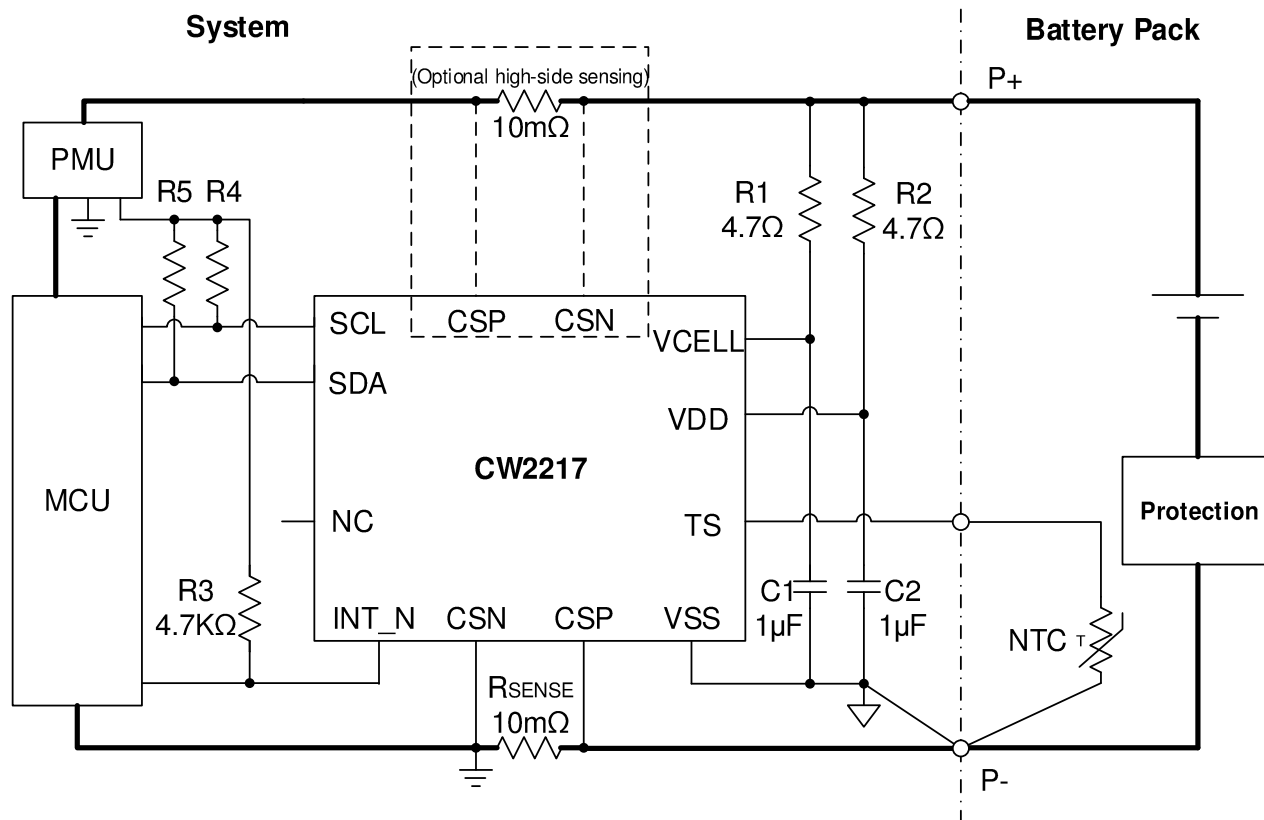 System
Battery Pack
(Optional high-side sensing)
P+
10mΩ
PMU
R5 R4
R1
4.7Ω
R2
4.7Ω
SCL
CSP
CSN
VCELL
SDA
VDD
CW2217
MCU
NC
TS
Protection
R3
4.7KΩ
C1
1µF
C2
1µF
INT_N
CSN
CSP
VSS
NTC T
RSENSE
10mΩ
P-